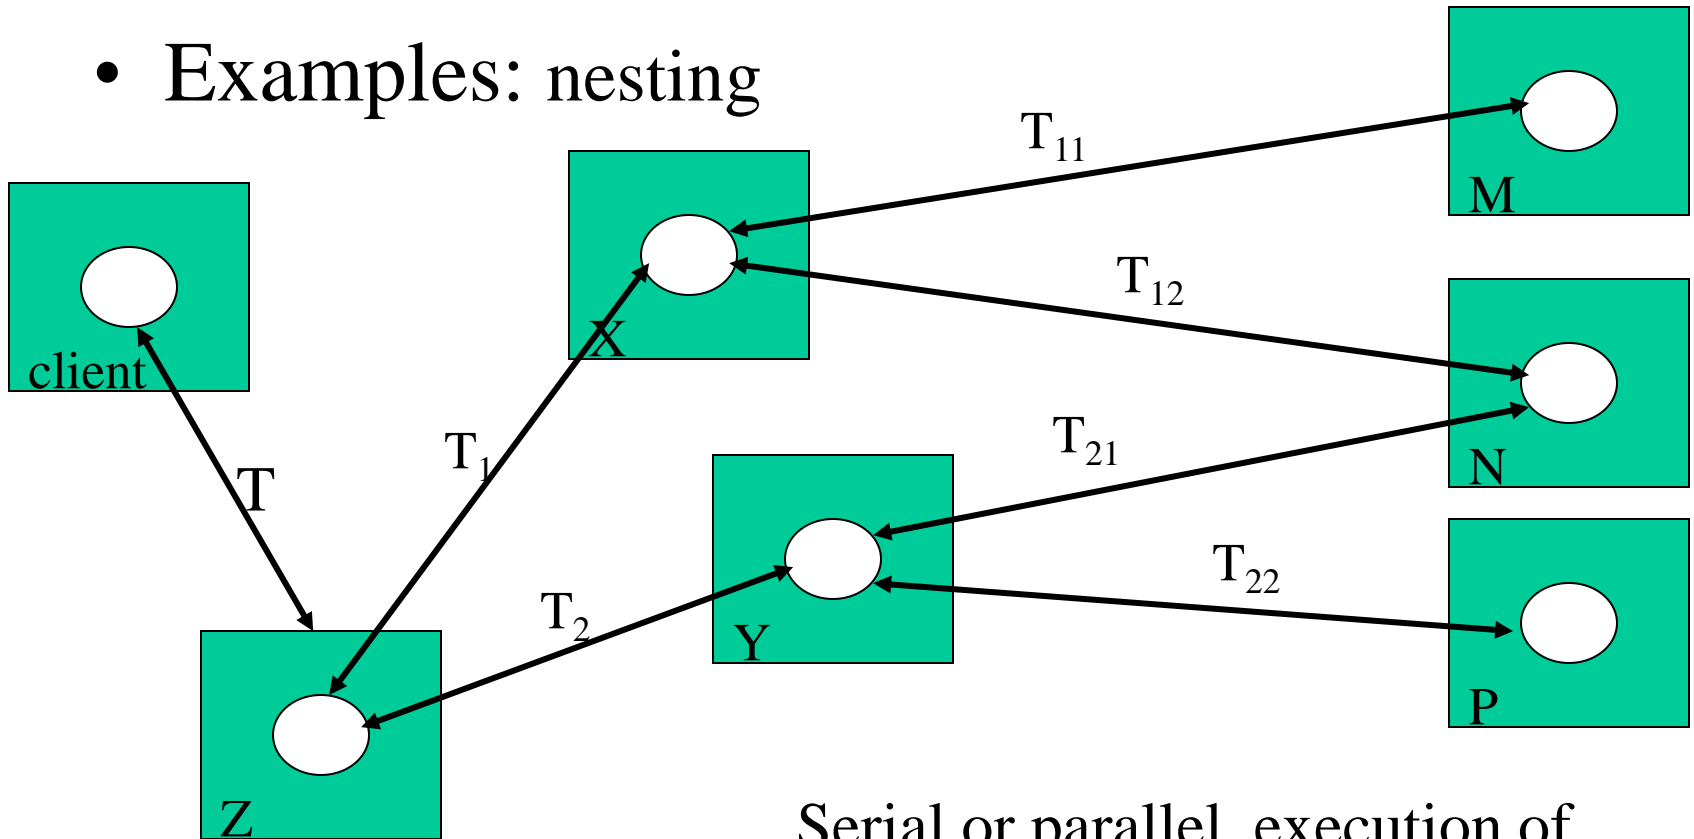 • Examples: nesting
T11
M
X
T12
client
T1
T21
N
T
T22
T2
Y
P
Z
Serial or parallel execution of